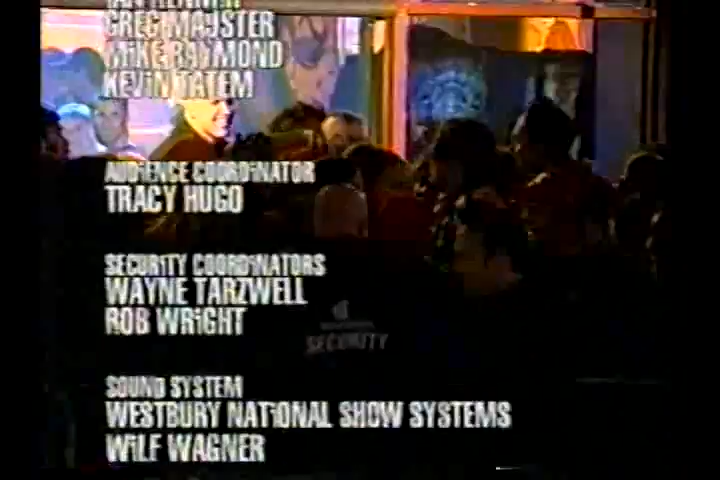 GREG MAUSTER
MiKE RAYMOND
KEViN TATEM
AUDiENCE COORDiNATOR
TRACY HUGO
SECURiTY COORDiNATORS
WAYNE TARZWELL
ROB WRiGHT
SECURITY
SOUND SYSTEM
WESTBURY NATiONAL SHOW SYSTEMS
WiLF WAGNER